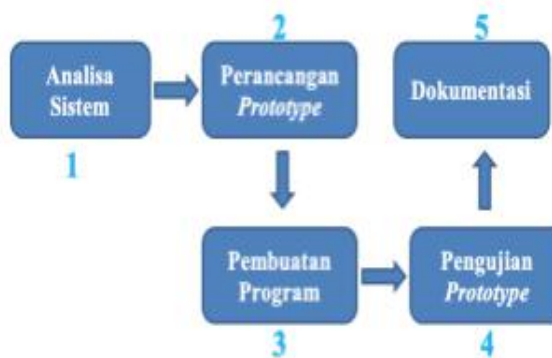 1
Analisa
Sistem
2
Perancangan
Prototype
3
Pembuatan
Program
4
Pengujian
Prototype
5
Dokumentasi